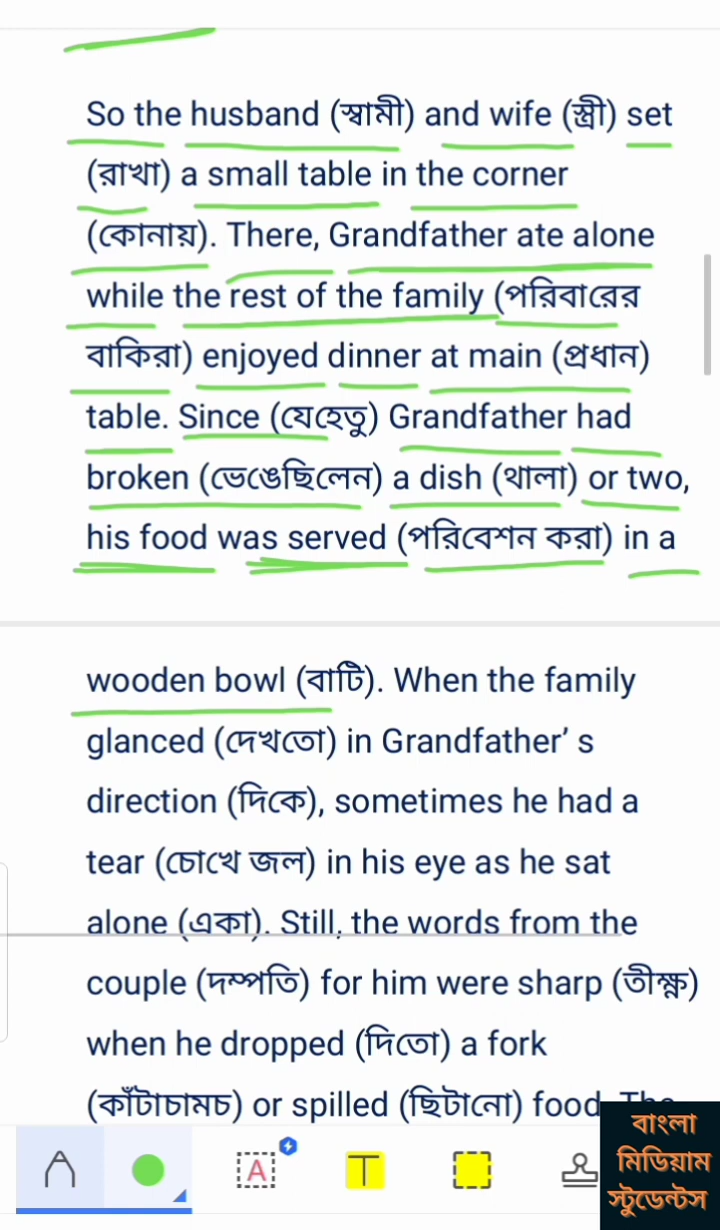 So the husband (স্বামী) and wife (স্ত্রী) set
(রাখা) a small table in the corner
(কোনায়). There, Grandfather ate alone
while the rest of the family (পরিবারের
বাকিরা) enjoyed dinner at main (প্রধান)
table. Since (যেহেতু) Grandfather had
broken (ভেঙেছিলেন) a dish (থালা) or two,
his food was served (পরিবেশন করা) in a
wooden bowl (বাটি). When the family
glanced (দেখতো) in Grandfather’ s
direction (দিকে), sometimes he had a
tear (চোখে জল) in his eye as he sat
alone (একা). Still, the words from the
couple (দম্পতি) for him were sharp (তীক্ষ্ণ)
when he dropped (দিতো) a fork
(কাঁটাচামচ) or spilled (ছিটানো) food. The
A
T
বাংলা
মিডিয়াম
স্টুডেন্টস